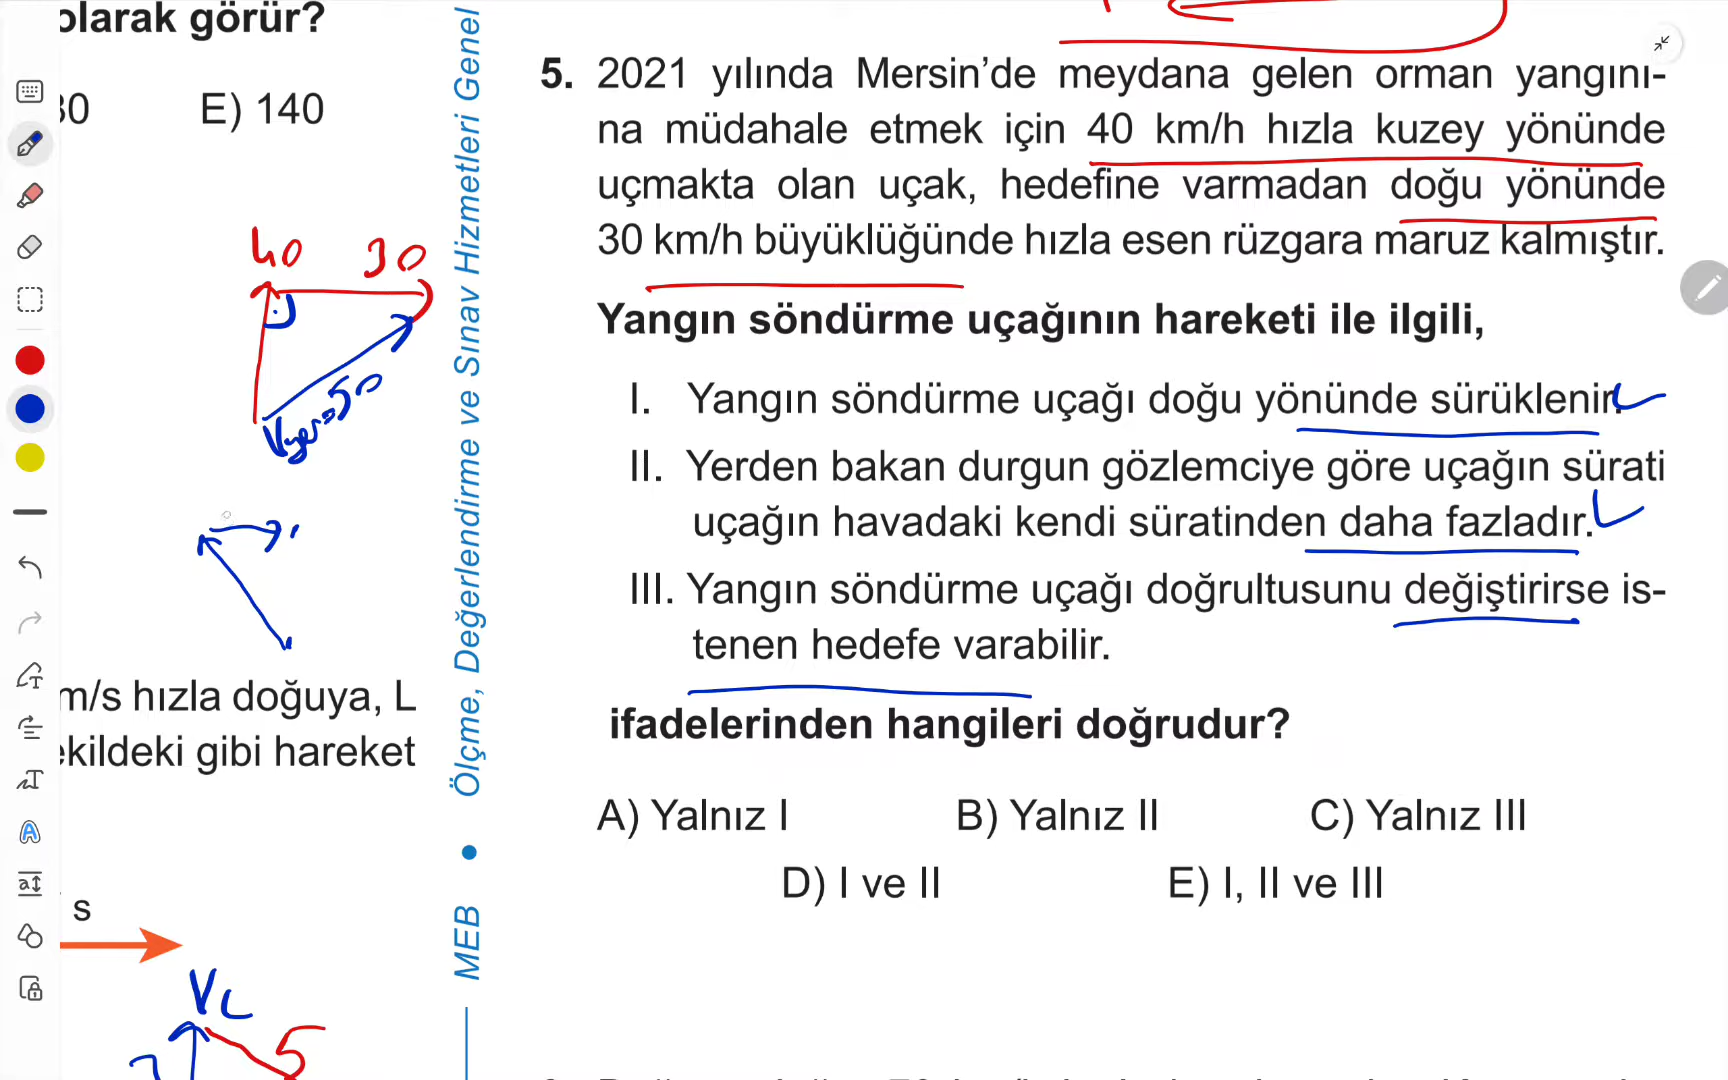 olarak görür?
30 E) 140
40 30
Vyer=50
m/s hızla doğuya, L
ekildeki gibi hareket
s
VL
5
MEB ● Ölçme, Değerlendirme ve Sınav Hizmetleri Genel
5. 2021 yılında Mersin’de meydana gelen orman yangını-
na müdahale etmek için 40 km/h hızla kuzey yönünde
uçmakta olan uçak, hedefine varmadan doğu yönünde
30 km/h büyüklüğünde hızla esen rüzgara maruz kalmıştır.
Yangın söndürme uçağının hareketi ile ilgili,
I. Yangın söndürme uçağı doğu yönünde sürüklenir.
II. Yerden bakan durgun gözlemciye göre uçağın sürati
uçağın havadaki kendi süratinden daha fazladır.
III. Yangın söndürme uçağı doğrultusunu değiştirirse is-
tenen hedefe varabilir.
ifadelerinden hangileri doğrudur?
A) Yalnız I B) Yalnız II C) Yalnız III
D) I ve II E) I, II ve III